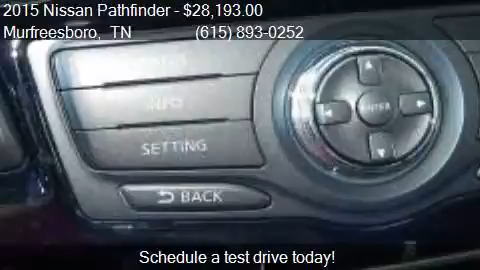 2015 Nissan Pathfinder - $28,193.00
Murfreesboro, TN (615) 893-0252
INFO
ENTER
SETTING
BACK
Schedule a test drive today!